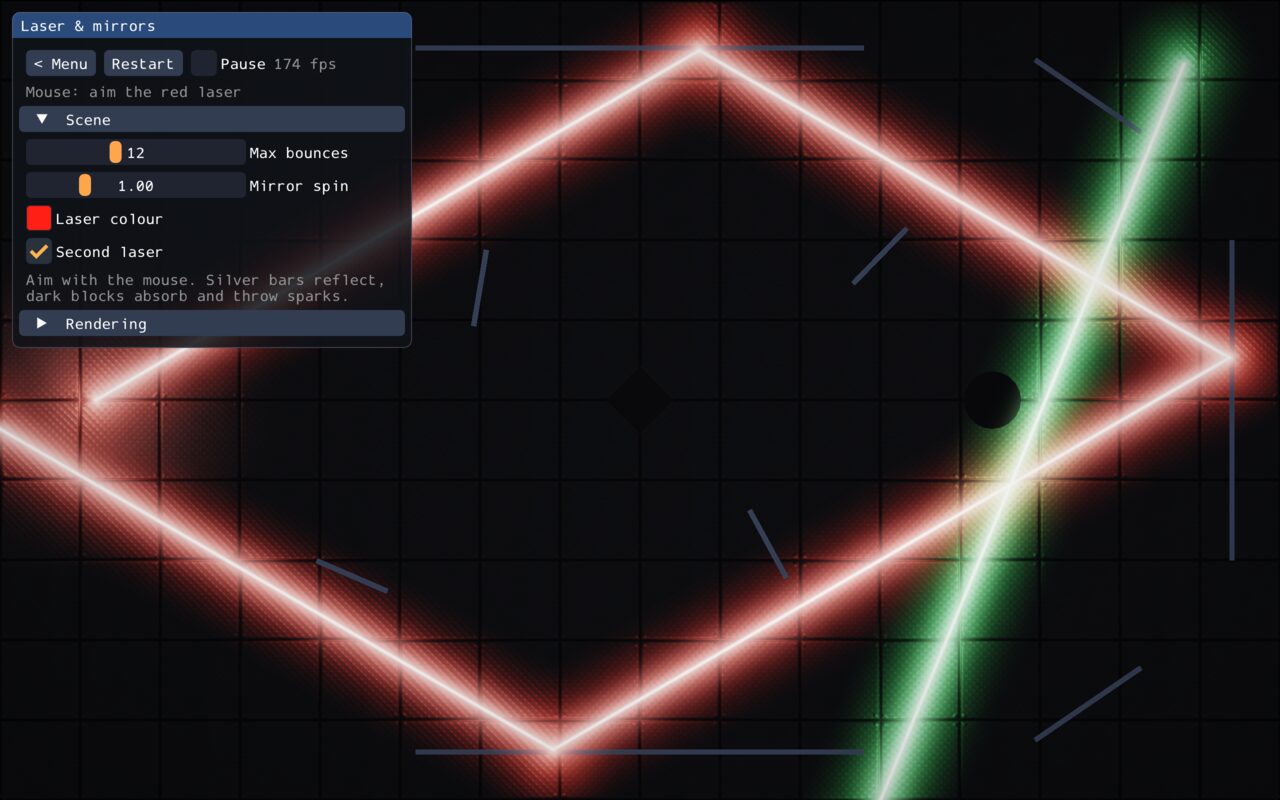 Laser & mirrors
< Menu Restart Pause 174 fps
Mouse: aim the red laser
Scene
12 Max bounces
1.00 Mirror spin
Laser colour
Second laser
Aim with the mouse. Silver bars reflect,
dark blocks absorb and throw sparks.
Rendering